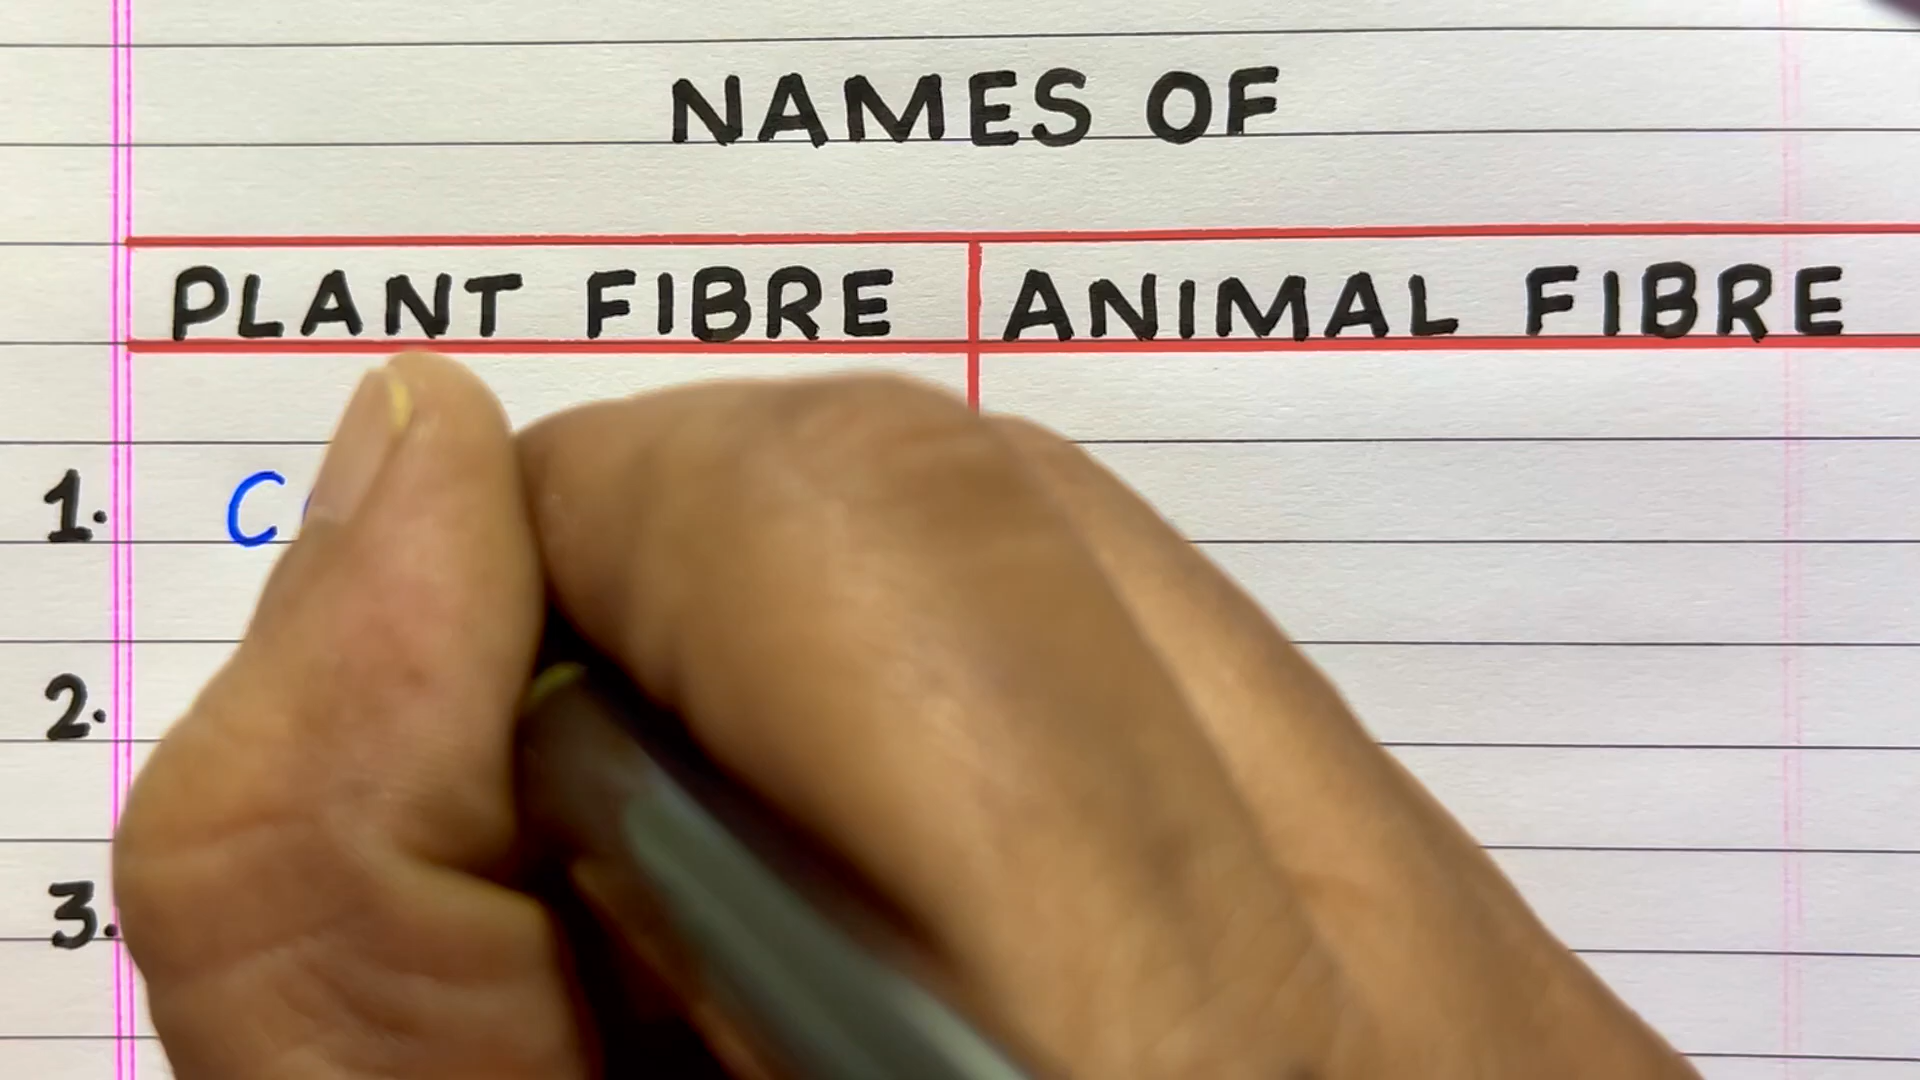 NAMES OF
PLANT FIBRE ANIMAL FIBRE
1. C
2.
3.